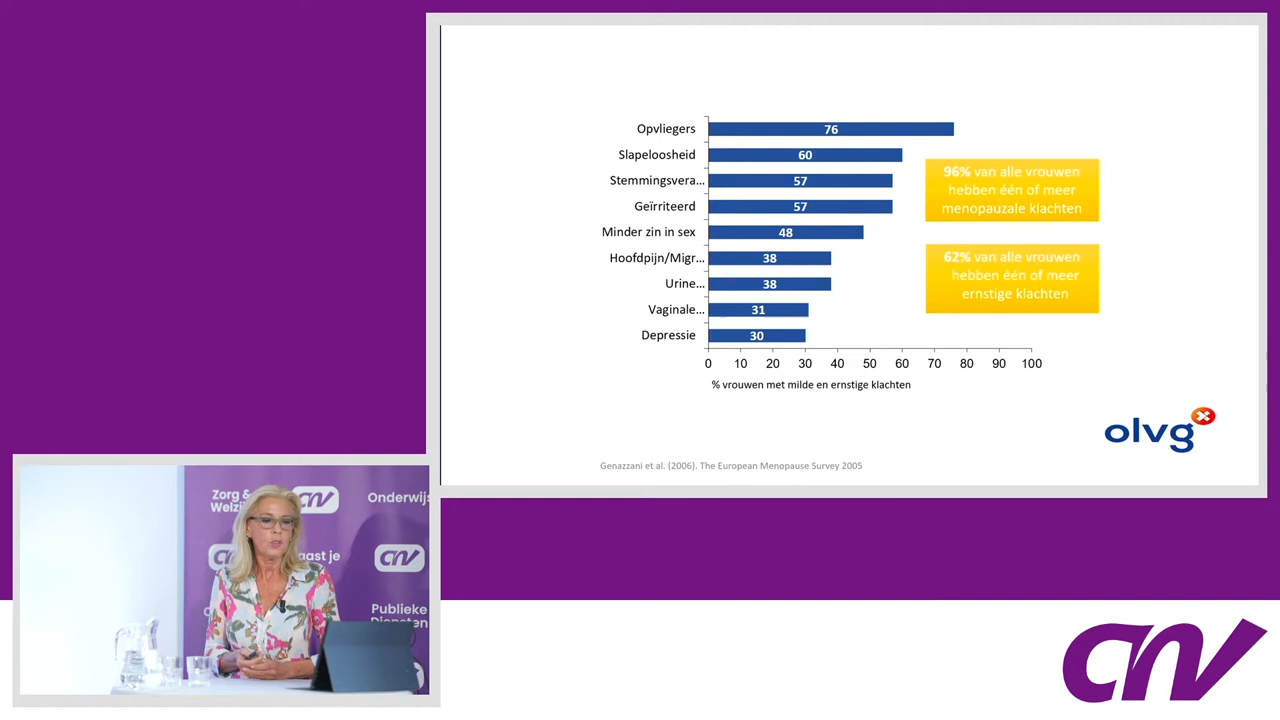 Opvliegers
76
Slapeloosheid
60
Stemmingsvera...
57
Geïrriteerd
57
Minder zin in sex
48
Hoofdpijn/Migr...
38
Urine...
38
Vaginale...
31
Depressie
30
0 10 20 30 40 50 60 70 80 90 100
% vrouwen met milde en ernstige klachten
96% van alle vrouwen
hebben één of meer
menopauzale klachten
62% van alle vrouwen
hebben één of meer
ernstige klachten
olvg
Genazzani et al. (2006). The European Menopause Survey 2005
Zorg &
CNV
Onderwijs
aast je
CNV
Publieke
Diensten
CNV